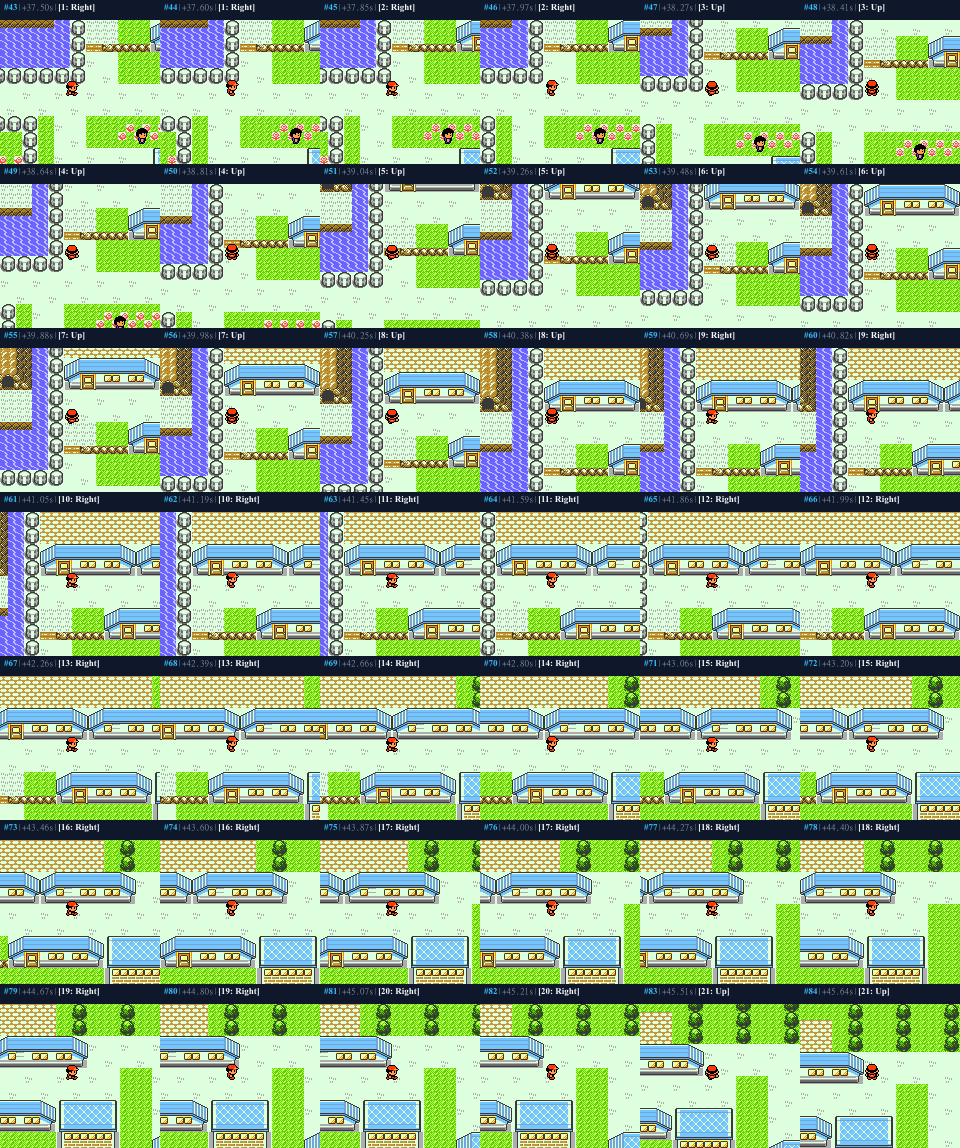 #43|+37.50s|[1: Right] #44|+37.60s|[1: Right] #45|+37.85s|[2: Right] #46|+37.97s|[2: Right] #47|+38.27s|[3: Up] #48|+38.41s|[3: Up]
#49|+38.64s|[4: Up] #50|+38.81s|[4: Up] #51|+39.04s|[5: Up] #52|+39.26s|[5: Up] #53|+39.48s|[6: Up] #54|+39.61s|[6: Up]
#55|+39.88s|[7: Up] #56|+39.98s|[7: Up] #57|+40.25s|[8: Up] #58|+40.38s|[8: Up] #59|+40.69s|[9: Right] #60|+40.82s|[9: Right]
#61|+41.05s|[10: Right] #62|+41.19s|[10: Right] #63|+41.45s|[11: Right] #64|+41.59s|[11: Right] #65|+41.86s|[12: Right] #66|+41.99s|[12: Right]
#67|+42.26s|[13: Right] #68|+42.39s|[13: Right] #69|+42.66s|[14: Right] #70|+42.80s|[14: Right] #71|+43.06s|[15: Right] #72|+43.20s|[15: Right]
#73|+43.46s|[16: Right] #74|+43.60s|[16: Right] #75|+43.87s|[17: Right] #76|+44.00s|[17: Right] #77|+44.27s|[18: Right] #78|+44.40s|[18: Right]
#79|+44.67s|[19: Right] #80|+44.80s|[19: Right] #81|+45.07s|[20: Right] #82|+45.21s|[20: Right] #83|+45.51s|[21: Up] #84|+45.64s|[21: Up]